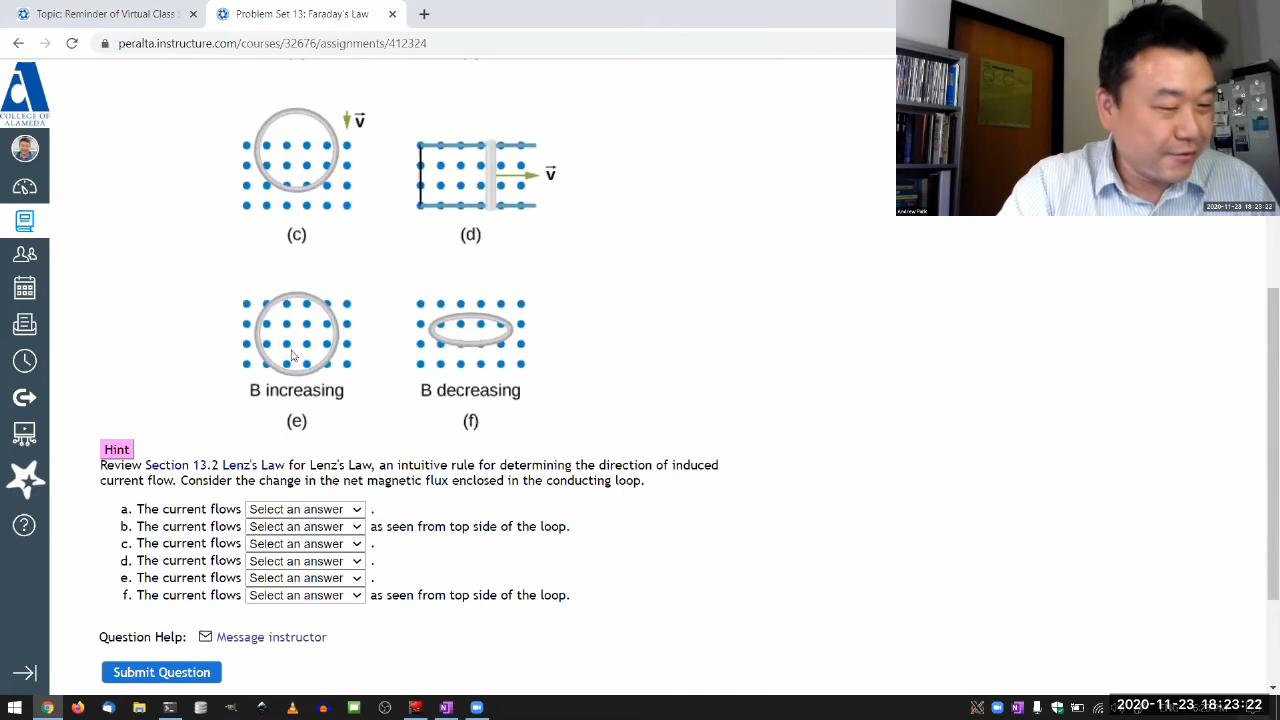 Topic: Reminder of Virtual Class S
Problem Set 13: Faraday's Law
peralta.instructure.com/courses/32676/assignments/412324
COLLEGE OF
ALAMEDA
v
v
(c)
(d)
B increasing
B decreasing
(e)
(f)
Hint
Review Section 13.2 Lenz's Law for Lenz's Law, an intuitive rule for determining the direction of induced
current flow. Consider the change in the net magnetic flux enclosed in the conducting loop.
a. The current flows Select an answer .
b. The current flows Select an answer as seen from top side of the loop.
c. The current flows Select an answer .
d. The current flows Select an answer .
e. The current flows Select an answer .
f. The current flows Select an answer as seen from top side of the loop.
Question Help: Message instructor
Submit Question
Andrew Park
2020-11-23 18:23:22
2020-11-23 18:23:22